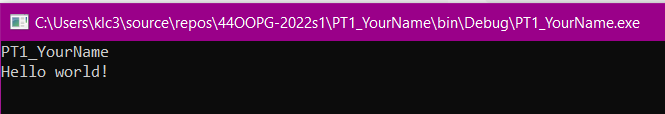 C:\Users\klc3\source\repos\44OOPG-2022s1\PT1_YourName\bin\Debug\PT1_YourName.exe
PT1_YourName
Hello world!